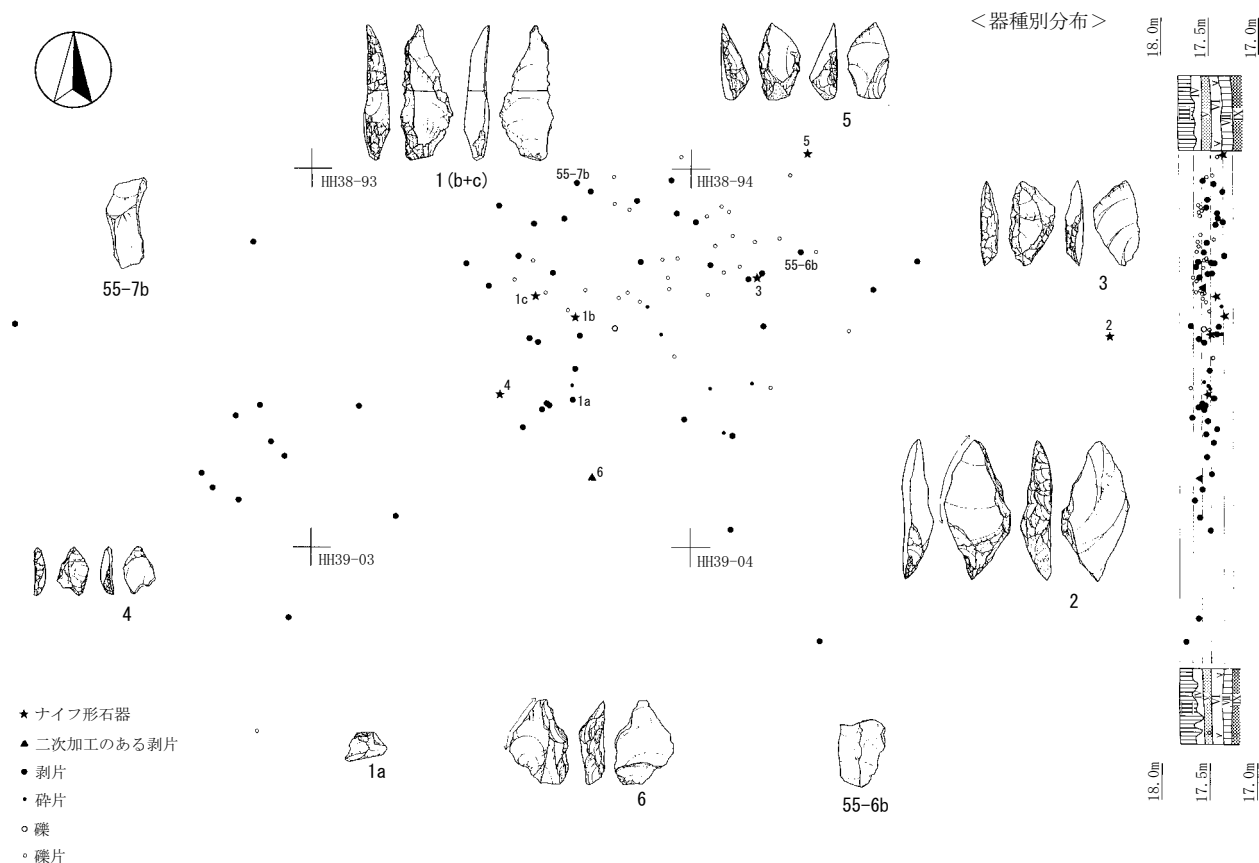 <器種別分布>
18.0m
17.5m
17.0m
5
1(b+c)
55-7b
5
HH38-93
HH38-94
55-7b
55-6b
3
3
1c
1b
2
4
1a
6
HH39-03
HH39-04
4
2
★ ナイフ形石器
▲ 二次加工のある剥片
● 剥片
・ 砕片
○ 礫
○ 礫片
1a
6
55-6b
18.0m
17.5m
17.0m